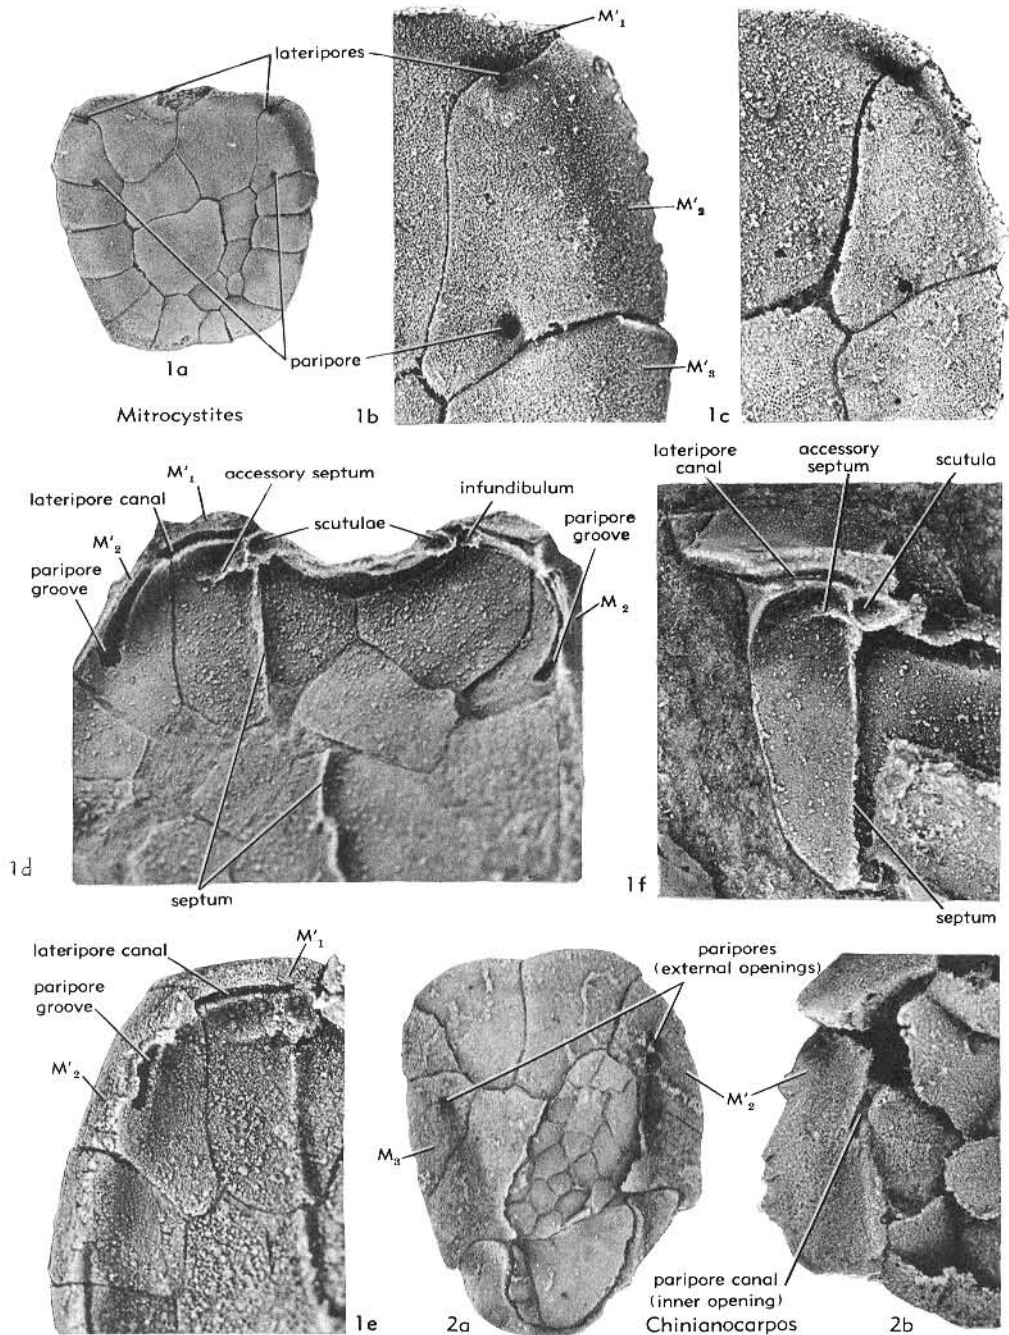 lateripores
M'₁
M'₂
paripore
M'₃
1a
1b
1c
Mitrocystites
M'₁
accessory septum
infundibulum
lateripore canal
scutulae
paripore
groove
M'₂
paripore
groove
M₂
lateripore
canal
accessory
septum
scutula
1d
septum
1f
septum
lateripore canal
M'₁
paripore
groove
M'₂
paripores
(external openings)
M'₂
M₃
paripore canal
(inner opening)
1e
2a
Chinianocarpos
2b